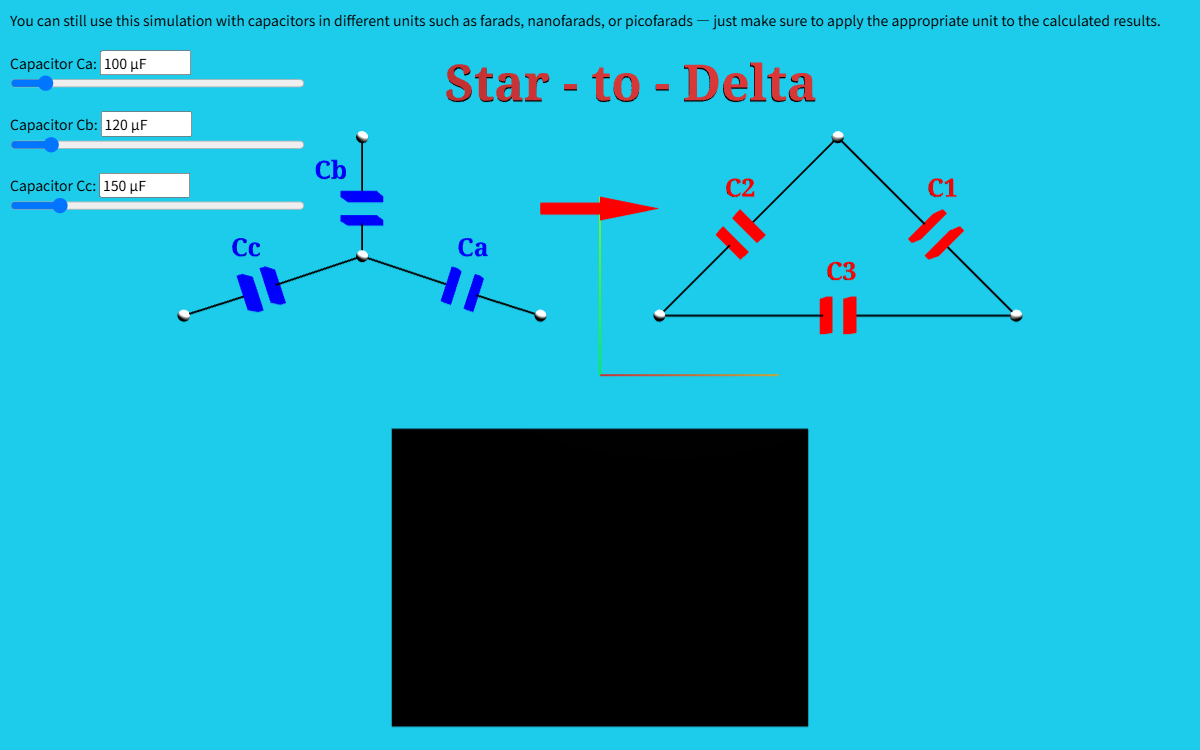 You can still use this simulation with capacitors in different units such as farads, nanofarads, or picofarads — just make sure to apply the appropriate unit to the calculated results.
Capacitor Ca: 100 µF
Star - to - Delta
Capacitor Cb: 120 µF
Cb
Capacitor Cc: 150 µF
C2
C1
Cc
Ca
C3